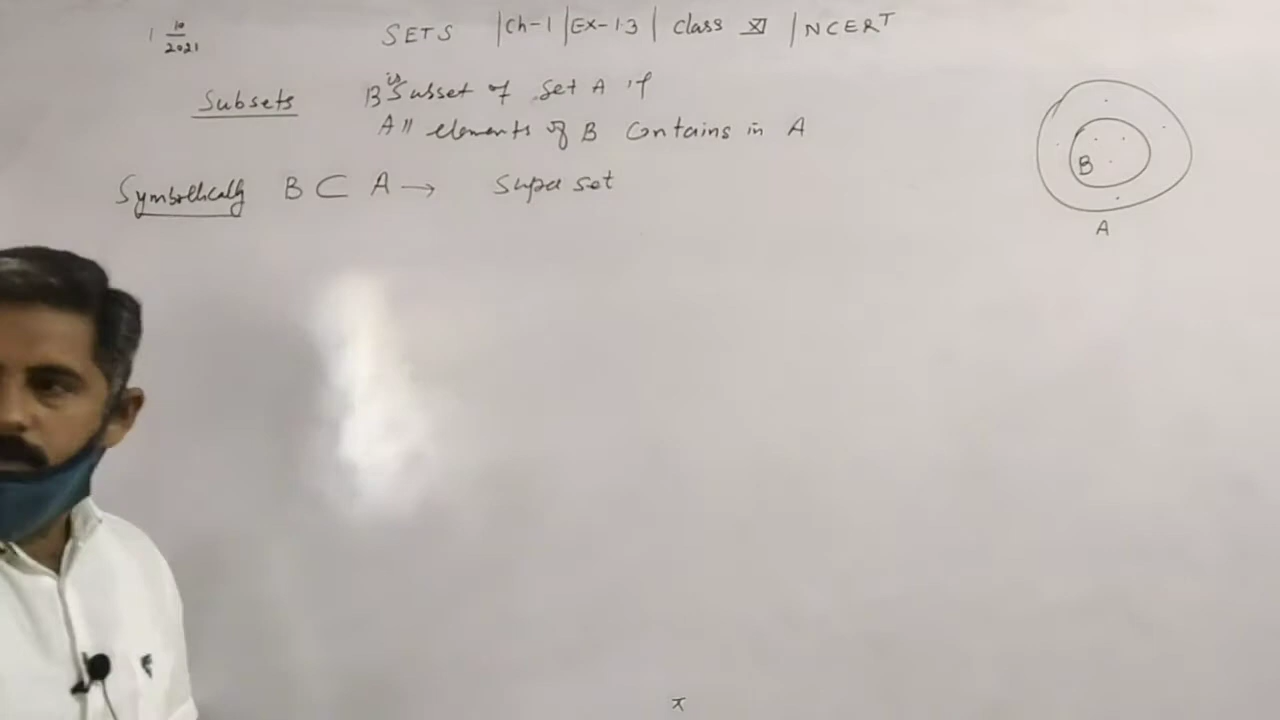 1 10/2021
SETS |Ch-1 |Ex-1.3 | Class XI | NCERT
Subsets B is Subset of Set A if
All elements of B Contains in A
Symbolically B ⊂ A → Super set
B
A